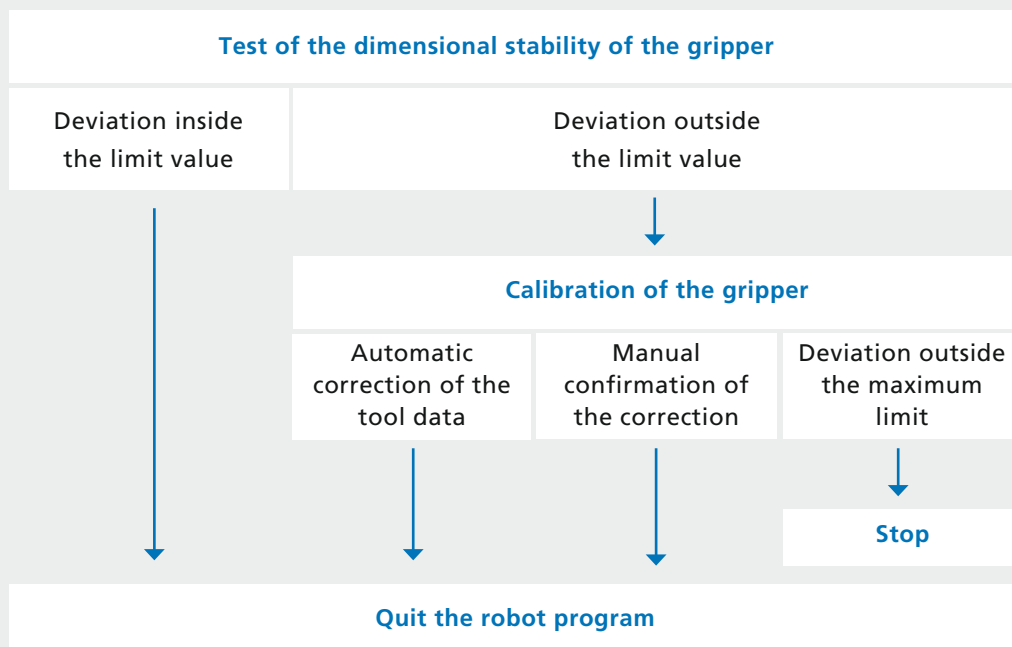 Test of the dimensional stability of the gripper
Deviation inside
the limit value
Deviation outside
the limit value
Calibration of the gripper
Automatic
correction of the
tool data
Manual
confirmation of
the correction
Deviation outside
the maximum
limit
Stop
Quit the robot program